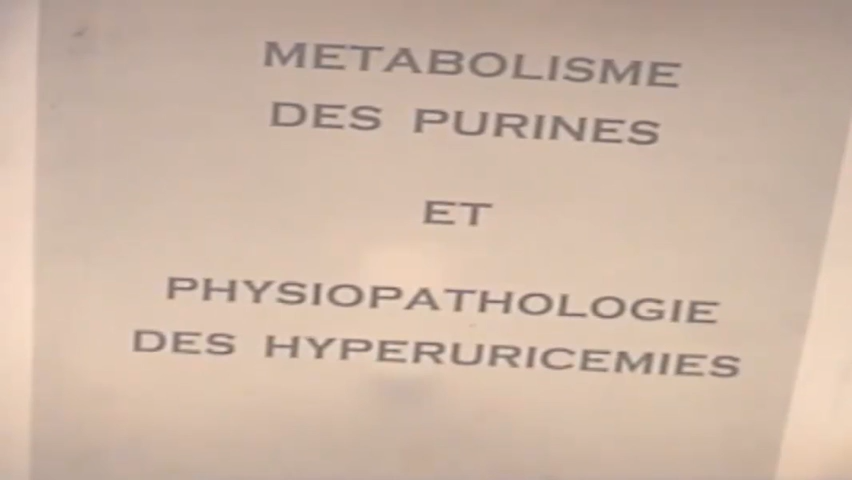 METABOLISME
DES PURINES
ET
PHYSIOPATHOLOGIE
DES HYPERURICEMIES